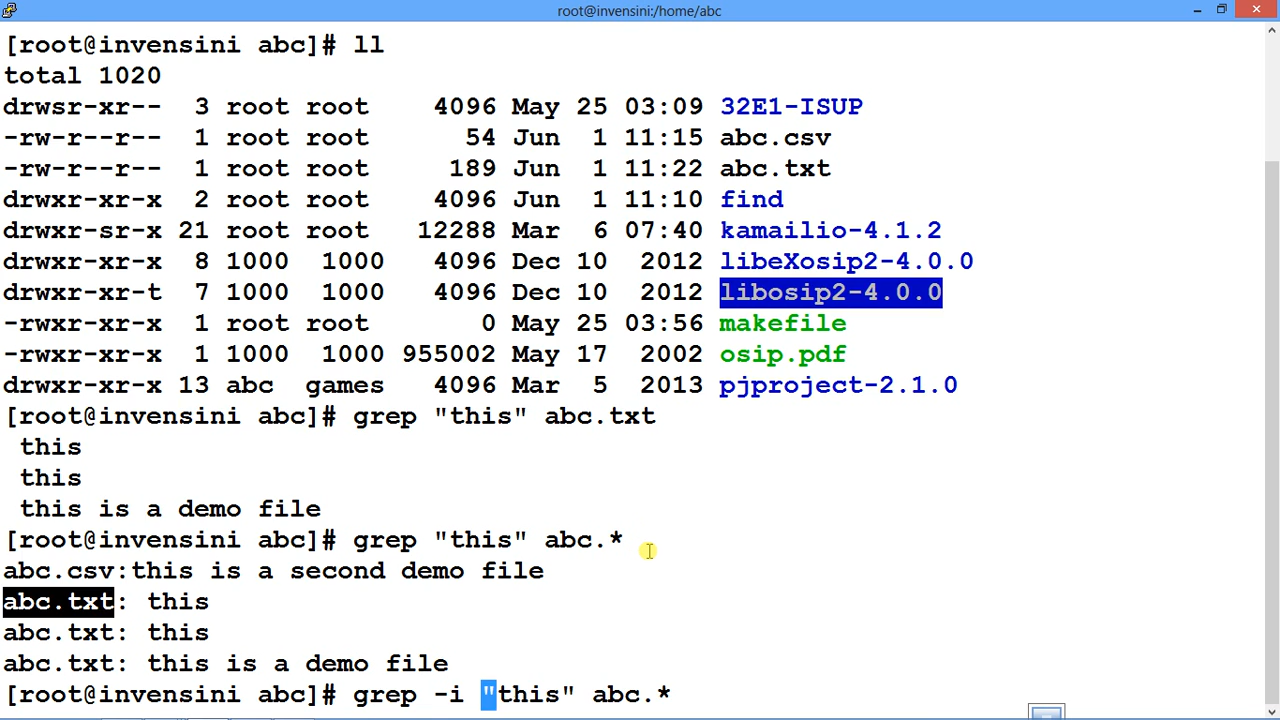 root@invensini:/home/abc
[root@invensini abc]# ll
total 1020
drwsr-xr--  3 root root    4096 May 25 03:09 32E1-ISUP
-rw-r--r--  1 root root      54 Jun  1 11:15 abc.csv
-rw-r--r--  1 root root     189 Jun  1 11:22 abc.txt
drwxr-xr-x  2 root root    4096 Jun  1 11:10 find
drwxr-sr-x 21 root root   12288 Mar  6 07:40 kamailio-4.1.2
drwxr-xr-x  8 1000  1000   4096 Dec 10  2012 libeXosip2-4.0.0
drwxr-xr-t  7 1000  1000   4096 Dec 10  2012 libosip2-4.0.0
-rwxr-xr-x  1 root root       0 May 25 03:56 makefile
-rwxr-xr-x  1 1000  1000 955002 May 17  2002 osip.pdf
drwxr-xr-x 13 abc  games   4096 Mar  5  2013 pjproject-2.1.0
[root@invensini abc]# grep "this" abc.txt
 this
 this
 this is a demo file
[root@invensini abc]# grep "this" abc.*
abc.csv:this is a second demo file
abc.txt: this
abc.txt: this
abc.txt: this is a demo file
[root@invensini abc]# grep -i "this" abc.*